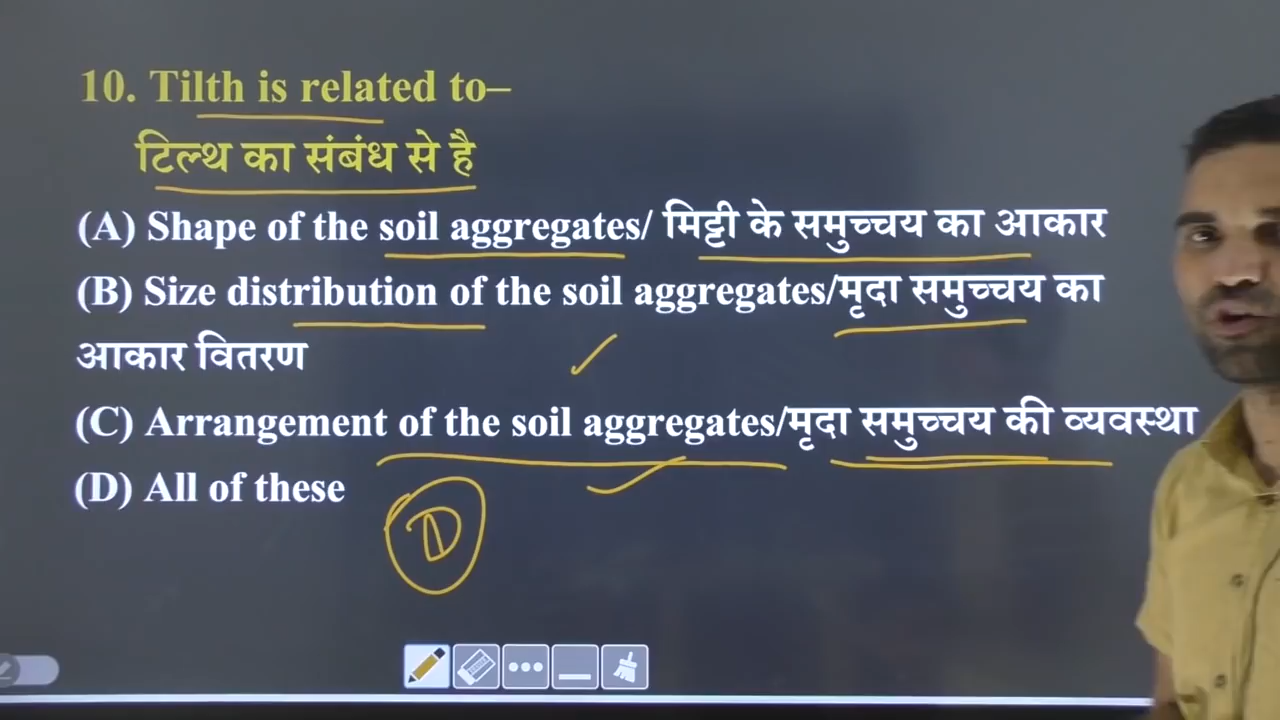 10. Tilth is related to–
टिल्थ का संबंध से है
(A) Shape of the soil aggregates/ मिट्टी के समुच्चय का आकार
(B) Size distribution of the soil aggregates/मृदा समुच्चय का
आकार वितरण
(C) Arrangement of the soil aggregates/मृदा समुच्चय की व्यवस्था
(D) All of these
D